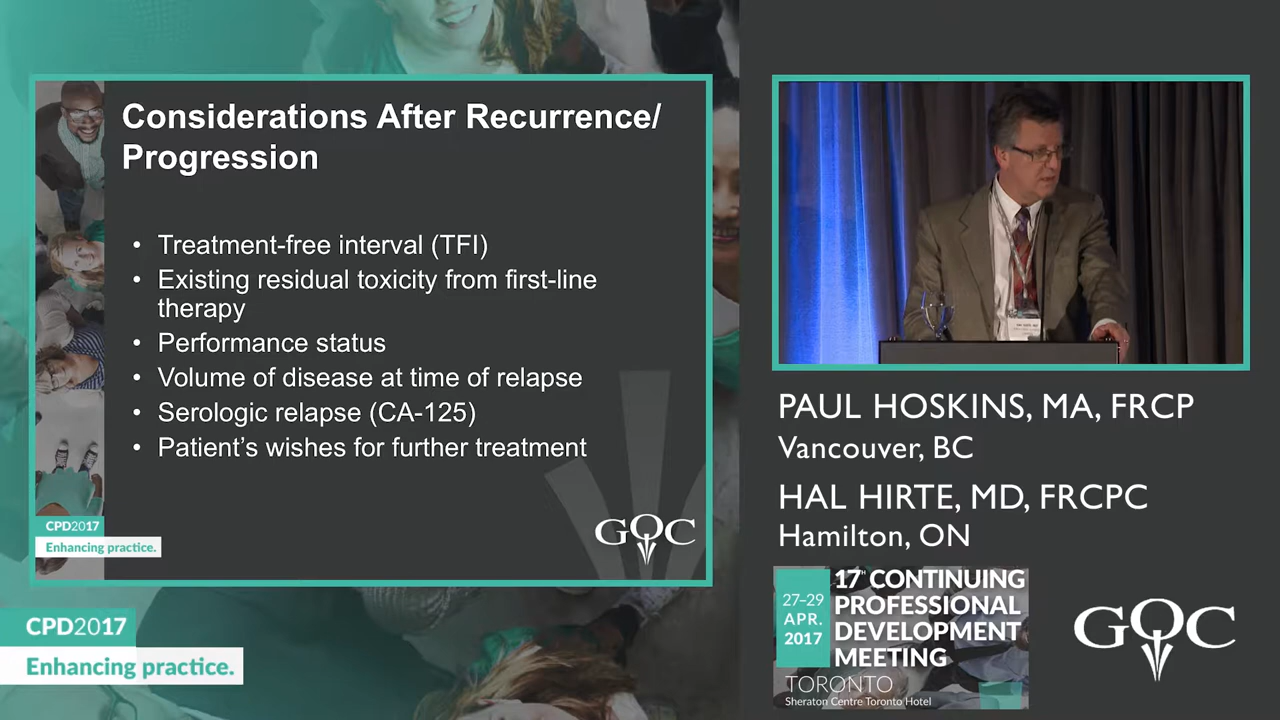 Considerations After Recurrence/
Progression
• Treatment-free interval (TFI)
• Existing residual toxicity from first-line
therapy
• Performance status
• Volume of disease at time of relapse
• Serologic relapse (CA-125)
• Patient’s wishes for further treatment
CPD2017
Enhancing practice.
GOC
CPD2017
Enhancing practice.
PAUL HOSKINS, MA, FRCP
Vancouver, BC
HAL HIRTE, MD, FRCPC
Hamilton, ON
27–29
APR.
2017
17th CONTINUING
PROFESSIONAL
DEVELOPMENT
MEETING
TORONTO
Sheraton Centre Toronto Hotel
GOC